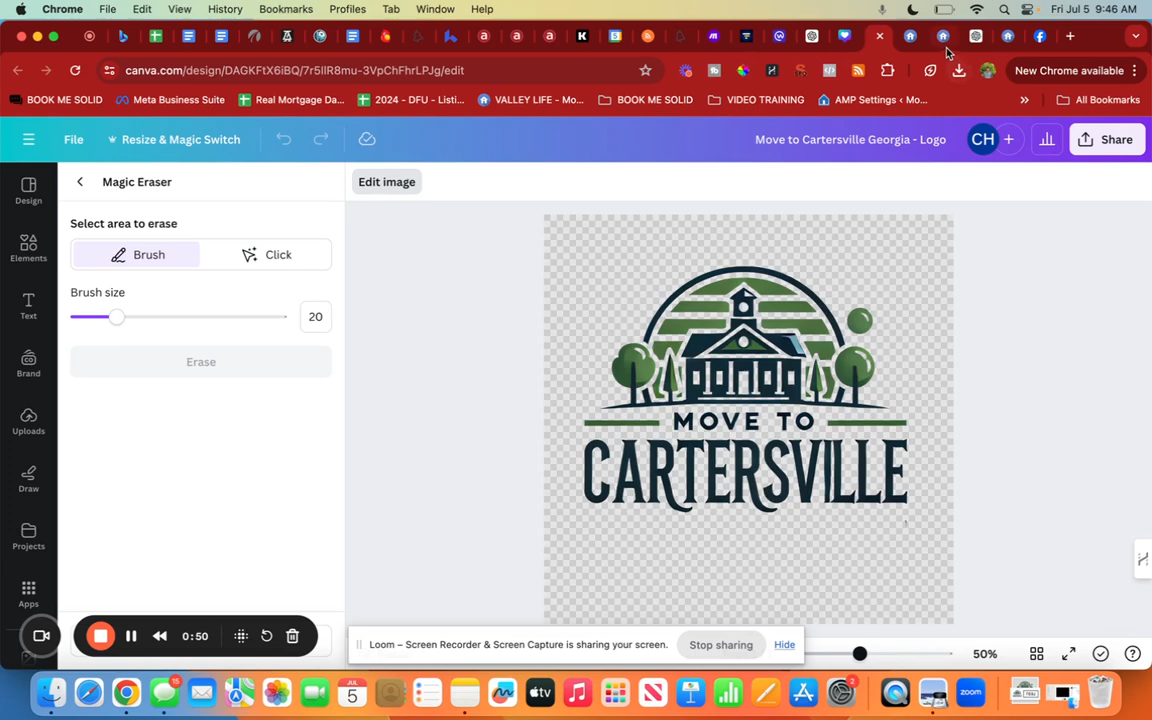 Chrome File Edit View History Bookmarks Profiles Tab Window Help Fri Jul 5 9:46 AM
canva.com/design/DAGKFtX6iBQ/7r5IlR8mu-3VpChFhrLPJg/edit New Chrome available
BOOK ME SOLID Meta Business Suite Real Mortgage Da... 2024 - DFU - Listi... VALLEY LIFE - Mo... BOOK ME SOLID VIDEO TRAINING AMP Settings ‹ Mo... » All Bookmarks
File Resize & Magic Switch Move to Cartersville Georgia - Logo CH + Share
Design
Elements
Text
Brand
Uploads
Draw
Projects
Apps
Magic Eraser
Select area to erase
Brush Click
Brush size
20
Erase
Edit image
MOVE TO
CARTERSVILLE
0:50
Loom – Screen Recorder & Screen Capture is sharing your screen. Stop sharing Hide
50%
15
JUL
5
tv
2
zoom